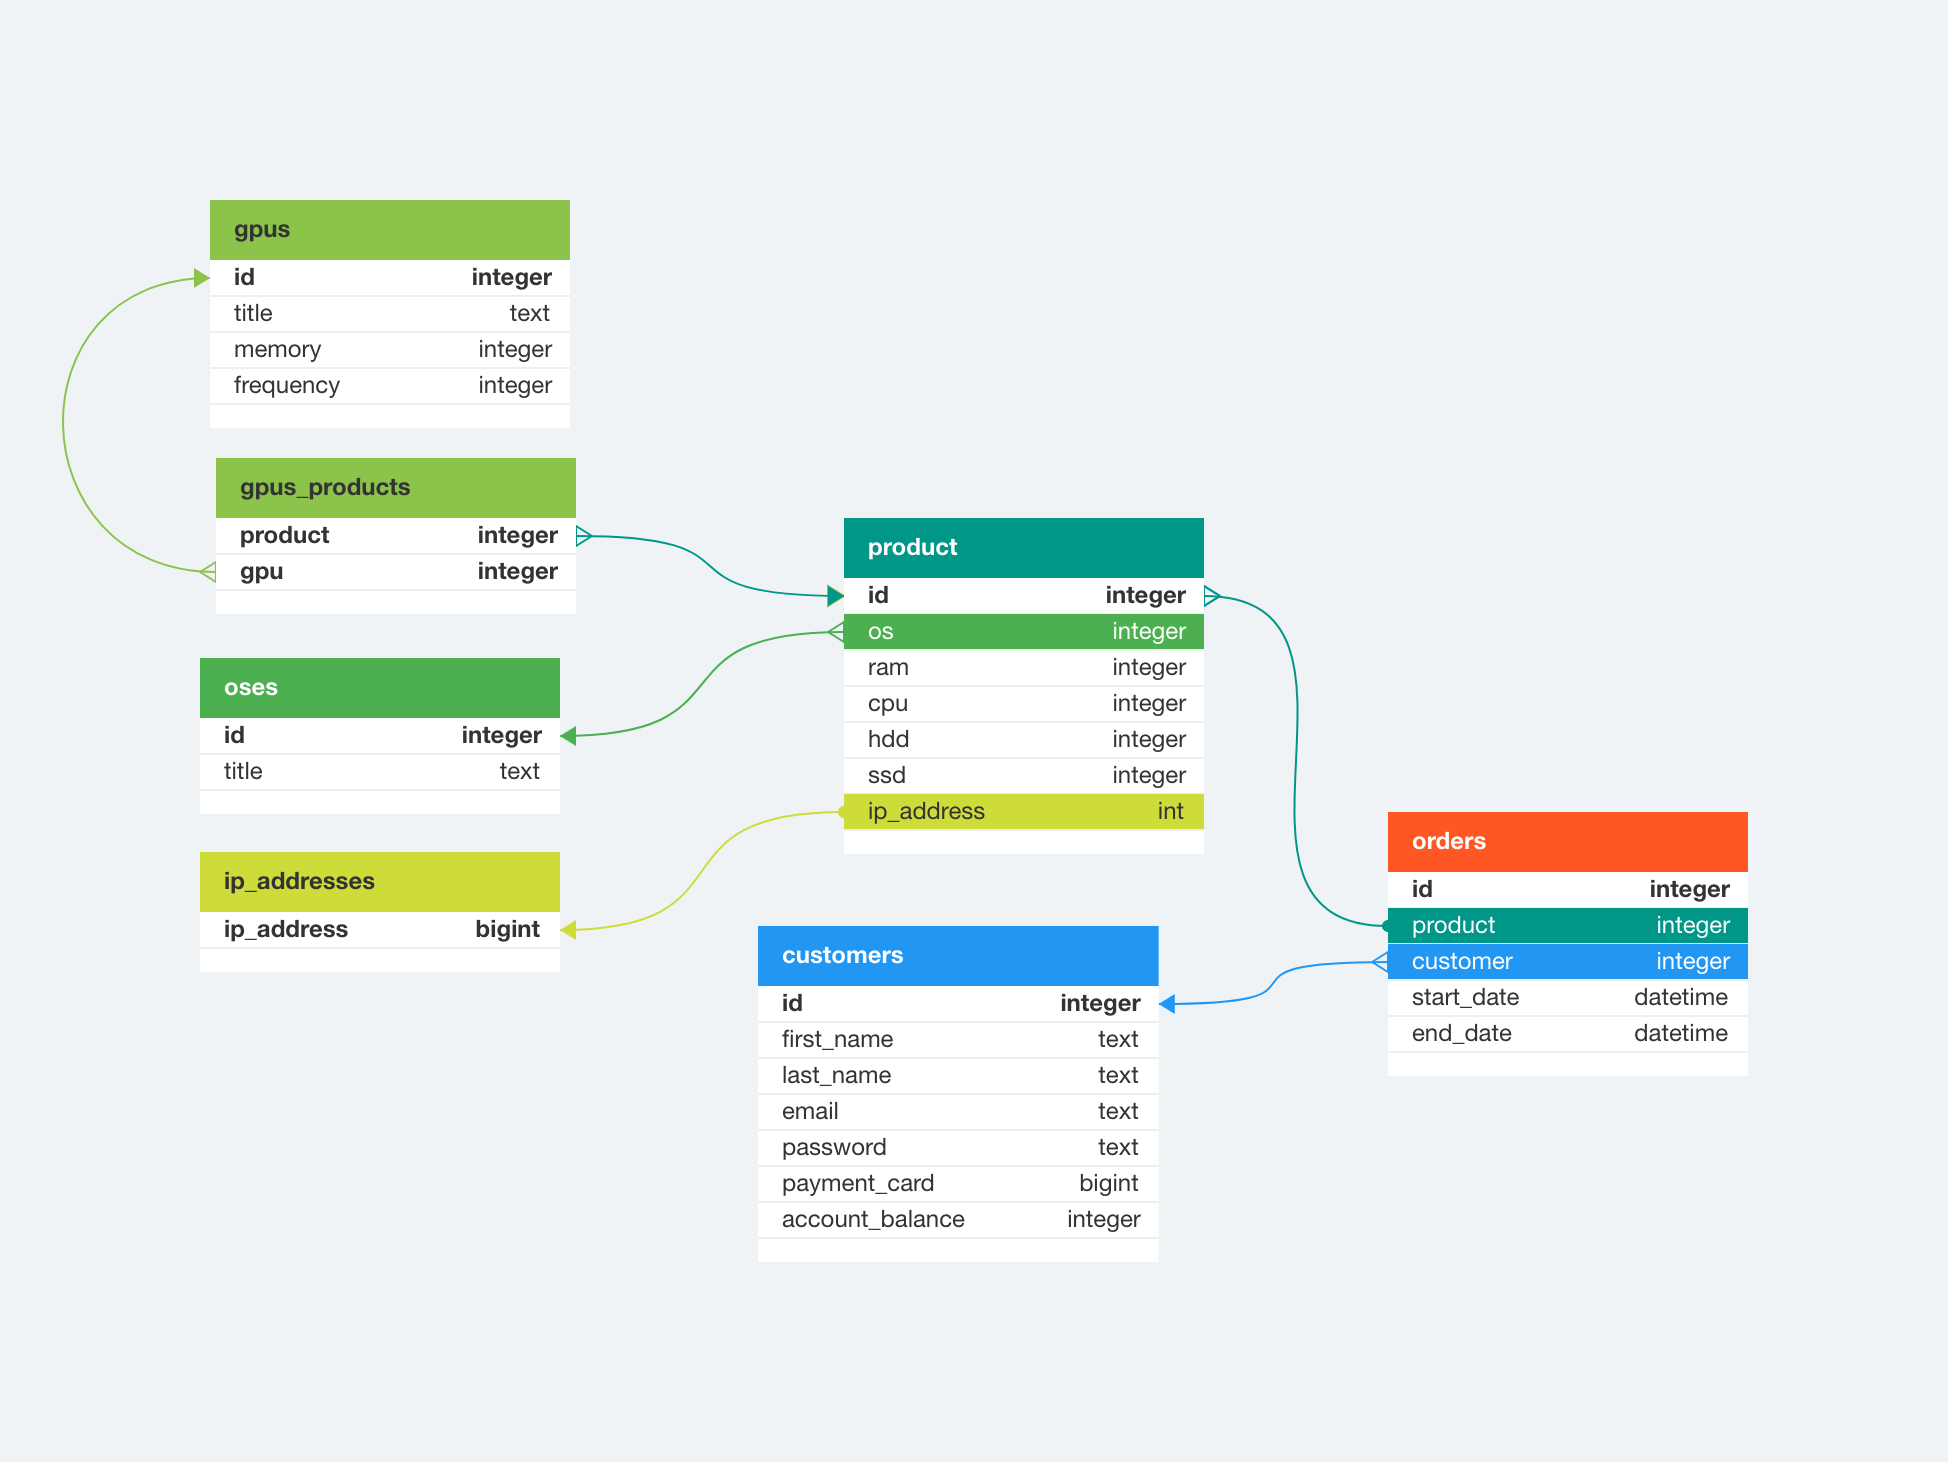 gpus
id integer
title text
memory integer
frequency integer
gpus_products
product integer
gpu integer
oses
id integer
title text
ip_addresses
ip_address bigint
product
id integer
os integer
ram integer
cpu integer
hdd integer
ssd integer
ip_address int
customers
id integer
first_name text
last_name text
email text
password text
payment_card bigint
account_balance integer
orders
id integer
product integer
customer integer
start_date datetime
end_date datetime